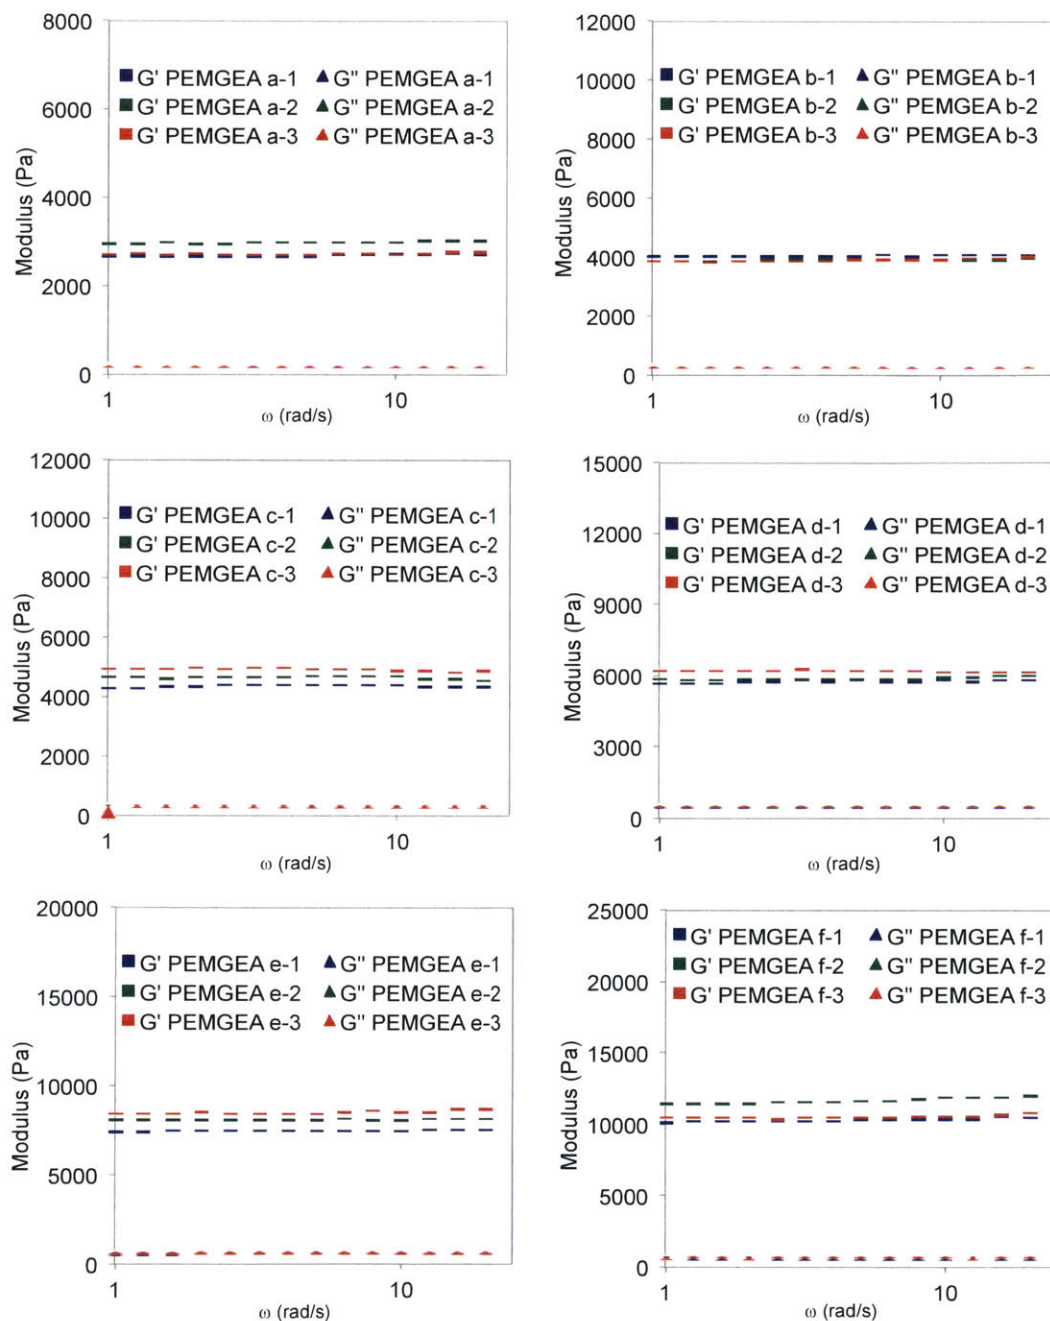 8000
6000
4000
2000
0
Modulus (Pa)
G' PEMGEA a-1 G'' PEMGEA a-1
G' PEMGEA a-2 G'' PEMGEA a-2
G' PEMGEA a-3 G'' PEMGEA a-3
1 10
ω (rad/s)
12000
10000
8000
6000
4000
2000
0
Modulus (Pa)
G' PEMGEA b-1 G'' PEMGEA b-1
G' PEMGEA b-2 G'' PEMGEA b-2
G' PEMGEA b-3 G'' PEMGEA b-3
1 10
ω (rad/s)
12000
10000
8000
6000
4000
2000
0
Modulus (Pa)
G' PEMGEA c-1 G'' PEMGEA c-1
G' PEMGEA c-2 G'' PEMGEA c-2
G' PEMGEA c-3 G'' PEMGEA c-3
1 10
ω (rad/s)
15000
12000
9000
6000
3000
0
Modulus (Pa)
G' PEMGEA d-1 G'' PEMGEA d-1
G' PEMGEA d-2 G'' PEMGEA d-2
G' PEMGEA d-3 G'' PEMGEA d-3
1 10
ω (rad/s)
20000
15000
10000
5000
0
Modulus (Pa)
G' PEMGEA e-1 G'' PEMGEA e-1
G' PEMGEA e-2 G'' PEMGEA e-2
G' PEMGEA e-3 G'' PEMGEA e-3
1 10
ω (rad/s)
25000
20000
15000
10000
5000
0
Modulus (Pa)
G' PEMGEA f-1 G'' PEMGEA f-1
G' PEMGEA f-2 G'' PEMGEA f-2
G' PEMGEA f-3 G'' PEMGEA f-3
1 10
ω (rad/s)